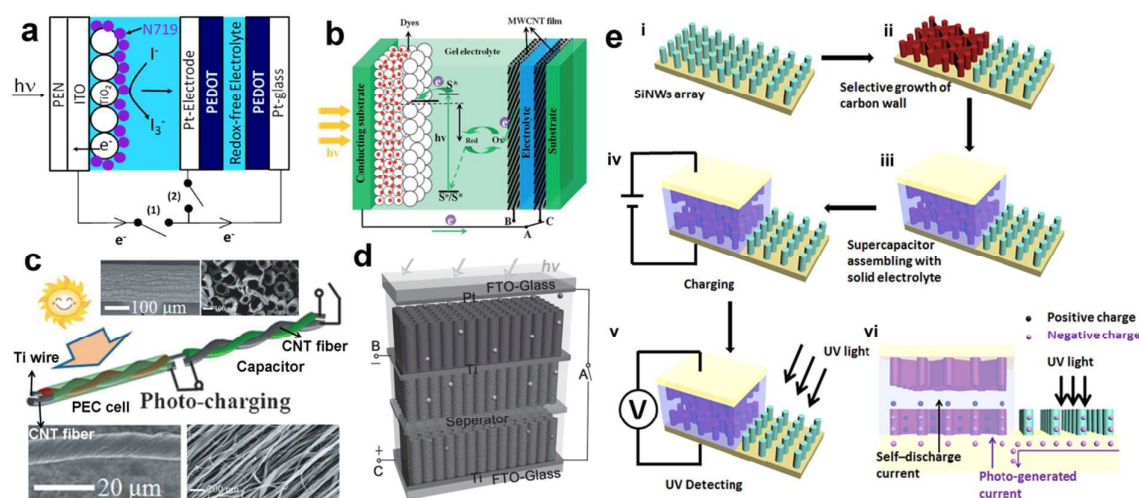 a
N719
hν
PEN
ITO
TiO2
e-
I-
I3-
Pt-Electrode
PEDOT
Redox-free Electrolyte
PEDOT
Pt-glass
(1)
(2)
e-
e-
b
Dyes
MWCNT film
Gel electrolyte
Conducting substrate
hν
e
S*
hν
Red
Ox
e
S°/S+
Electrolyte
Substrate
B
C
A
e
c
100 μm
Ti wire
CNT fiber
Capacitor
PEC cell
Photo-charging
CNT fiber
20 μm
200 nm
d
hν
FTO-Glass
Pt
B
–
Ti
A
Seperator
+
C
Ti
FTO-Glass
e
i
SiNWs array
ii
Selective growth of
carbon wall
iii
Supercapacitor
assembling with
solid electrolyte
iv
Charging
v
V
UV light
UV Detecting
vi
Positive charge
Negative charge
UV light
Self–discharge
current
Photo-generated
current